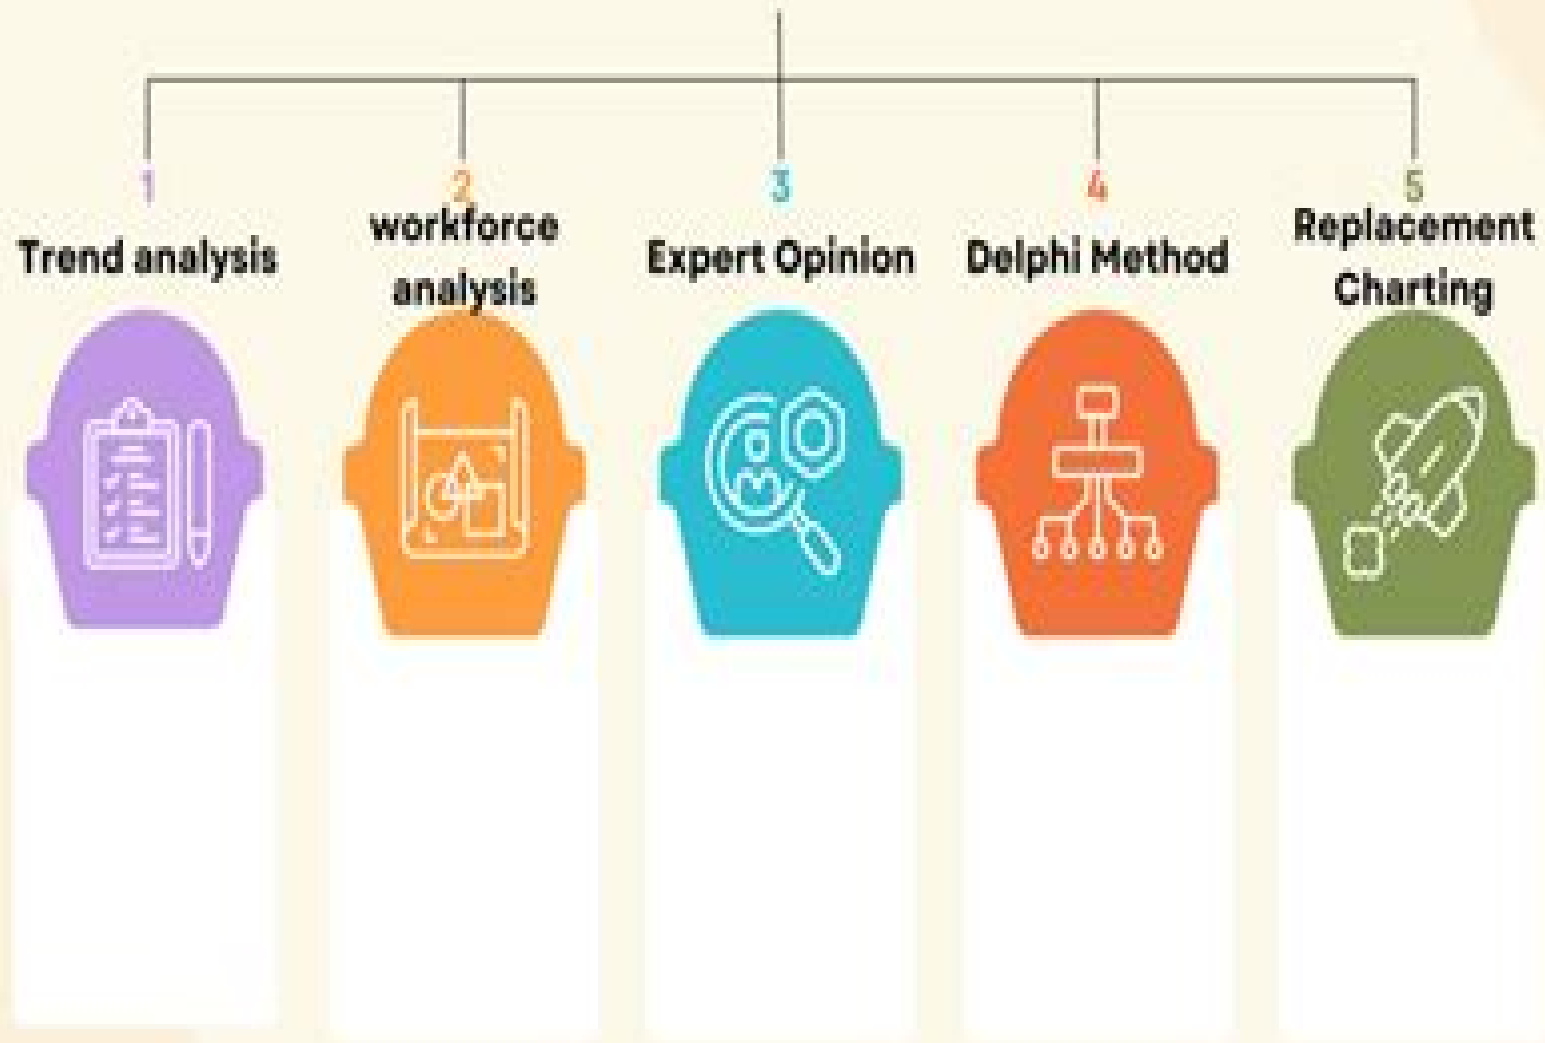 1
Trend analysis
2
workforce
analysis
3
Expert Opinion
4
Delphi Method
5
Replacement
Charting